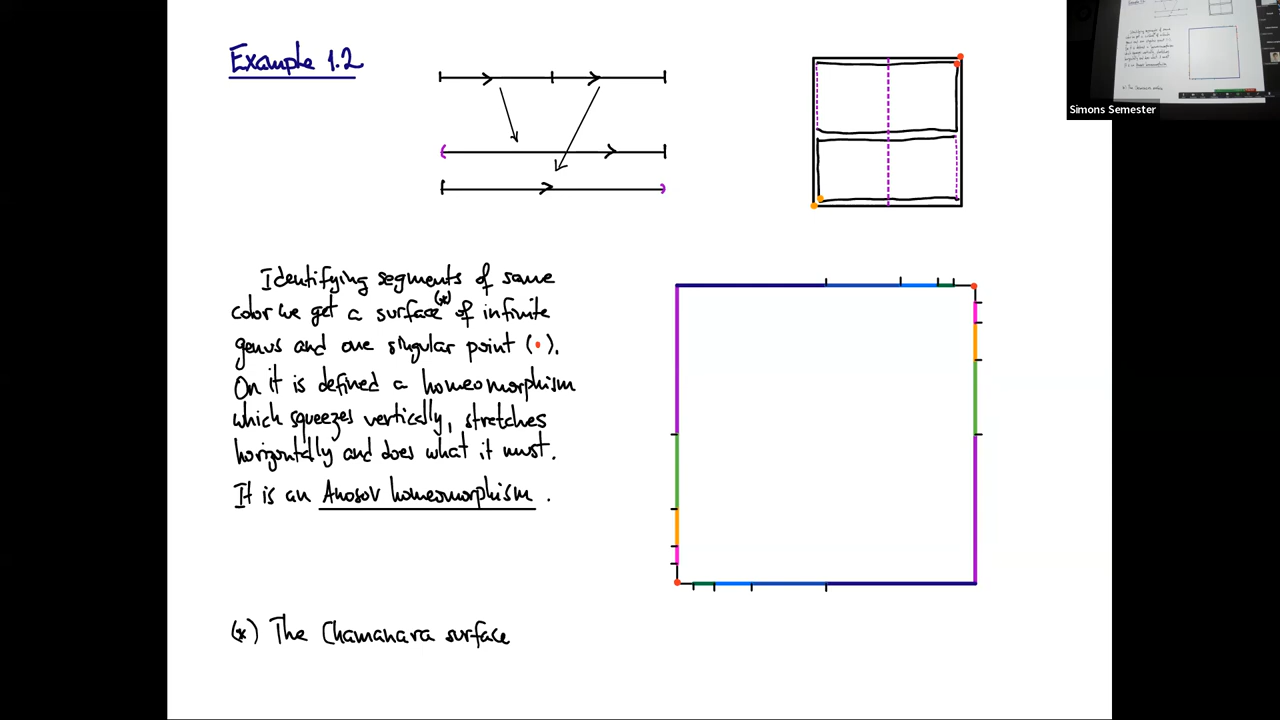 Example 1.2
Identifying segments of same
color we get a surface(*) of infinite
genus and one singular point (•).
On it is defined a homeomorphism
which squeezes vertically, stretches
horizontally and does what it must.
It is an Anosov homeomorphism.
(*) The Chamanara surface
Simons Semester